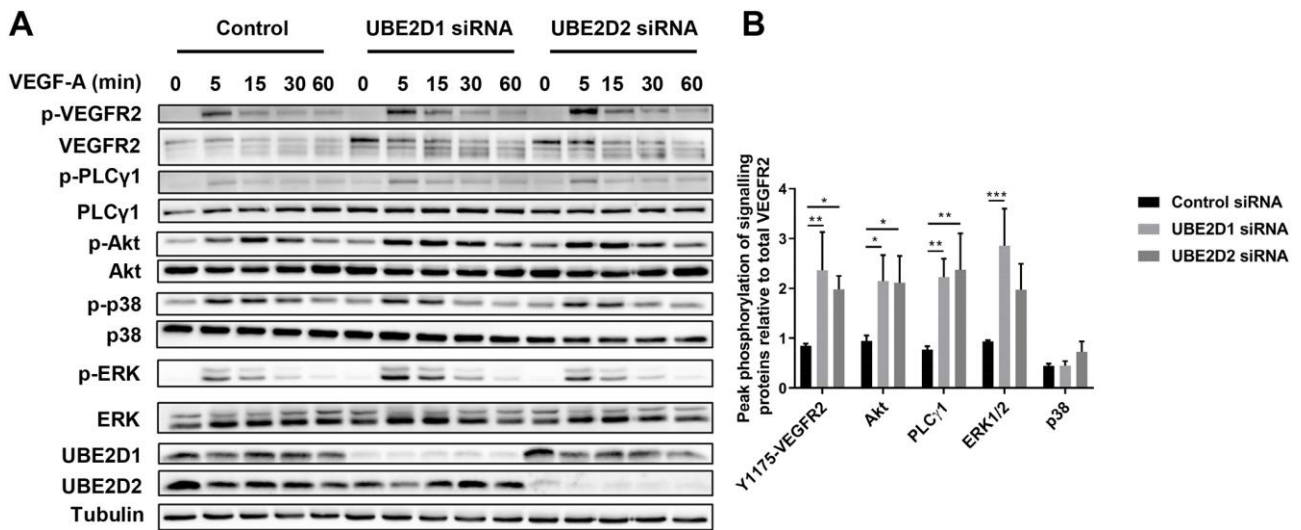 A
Control UBE2D1 siRNA UBE2D2 siRNA
VEGF-A (min) 0 5 15 30 60 0 5 15 30 60 0 5 15 30 60
p-VEGFR2
VEGFR2
p-PLCγ1
PLCγ1
p-Akt
Akt
p-p38
p38
p-ERK
ERK
UBE2D1
UBE2D2
Tubulin
B
Peak phosphorylation of signalling
proteins relative to total VEGFR2
4
3
2
1
0
* ** * * ** ** ***
Y1175-VEGFR2
Akt
PLCγ1
ERK1/2
p38
Control siRNA
UBE2D1 siRNA
UBE2D2 siRNA